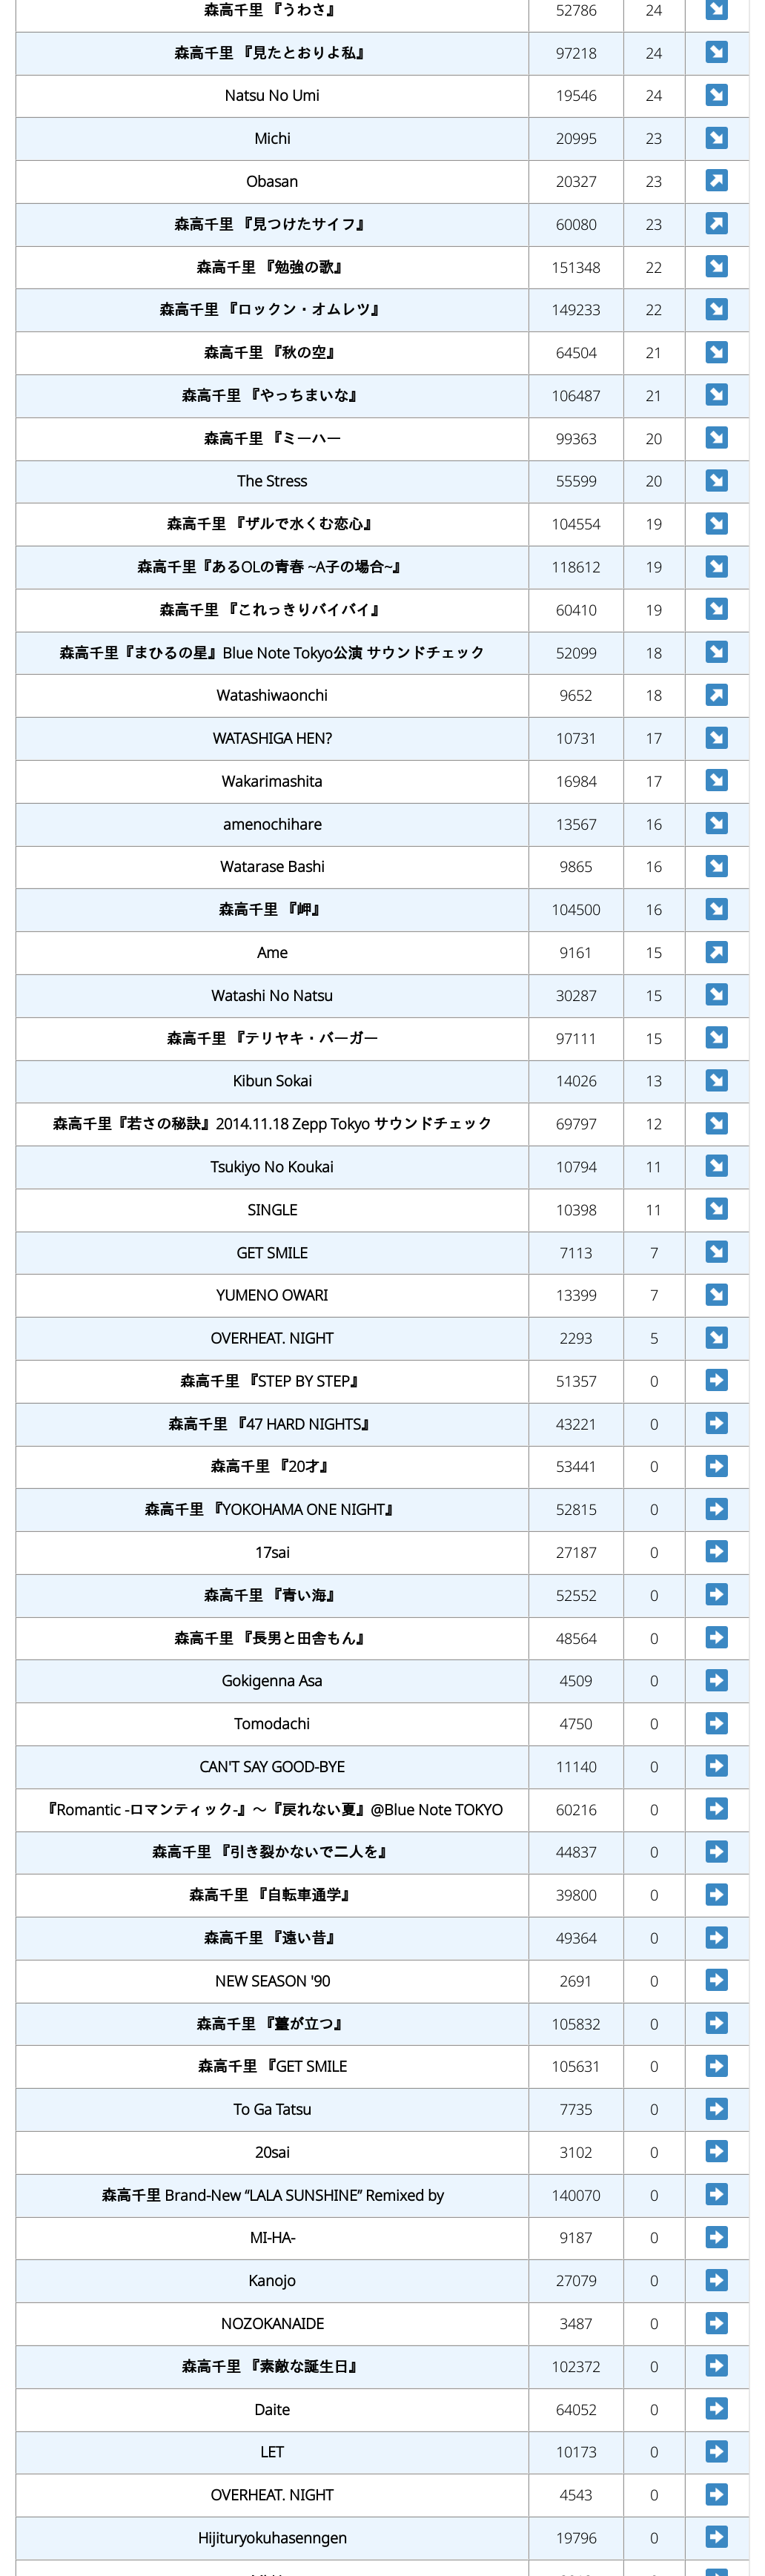 森高千里 『うわさ』 52786 24 ↘
森高千里 『見たとおりよ私』 97218 24 ↘
Natsu No Umi 19546 24 ↘
Michi 20995 23 ↘
Obasan 20327 23 ↗
森高千里 『見つけたサイフ』 60080 23 ↗
森高千里 『勉強の歌』 151348 22 ↘
森高千里 『ロックン・オムレツ』 149233 22 ↘
森高千里 『秋の空』 64504 21 ↘
森高千里 『やっちまいな』 106487 21 ↘
森高千里 『ミーハー 99363 20 ↘
The Stress 55599 20 ↘
森高千里 『ザルで水くむ恋心』 104554 19 ↘
森高千里『あるOLの青春 ~A子の場合~』 118612 19 ↘
森高千里 『これっきりバイバイ』 60410 19 ↘
森高千里『まひるの星』Blue Note Tokyo公演 サウンドチェック 52099 18 ↘
Watashiwaonchi 9652 18 ↗
WATASHIGA HEN? 10731 17 ↘
Wakarimashita 16984 17 ↘
amenochihare 13567 16 ↘
Watarase Bashi 9865 16 ↘
森高千里 『岬』 104500 16 ↘
Ame 9161 15 ↗
Watashi No Natsu 30287 15 ↘
森高千里 『テリヤキ・バーガー 97111 15 ↘
Kibun Sokai 14026 13 ↘
森高千里『若さの秘訣』2014.11.18 Zepp Tokyo サウンドチェック 69797 12 ↘
Tsukiyo No Koukai 10794 11 ↘
SINGLE 10398 11 ↘
GET SMILE 7113 7 ↘
YUMENO OWARI 13399 7 ↘
OVERHEAT. NIGHT 2293 5 ↘
森高千里 『STEP BY STEP』 51357 0 ➡
森高千里 『47 HARD NIGHTS』 43221 0 ➡
森高千里 『20才』 53441 0 ➡
森高千里 『YOKOHAMA ONE NIGHT』 52815 0 ➡
17sai 27187 0 ➡
森高千里 『青い海』 52552 0 ➡
森高千里 『長男と田舎もん』 48564 0 ➡
Gokigenna Asa 4509 0 ➡
Tomodachi 4750 0 ➡
CAN'T SAY GOOD-BYE 11140 0 ➡
『Romantic -ロマンティック-』～『戻れない夏』@Blue Note TOKYO 60216 0 ➡
森高千里 『引き裂かないで二人を』 44837 0 ➡
森高千里 『自転車通学』 39800 0 ➡
森高千里 『遠い昔』 49364 0 ➡
NEW SEASON '90 2691 0 ➡
森高千里 『薹が立つ』 105832 0 ➡
森高千里 『GET SMILE 105631 0 ➡
To Ga Tatsu 7735 0 ➡
20sai 3102 0 ➡
森高千里 Brand-New “LALA SUNSHINE” Remixed by 140070 0 ➡
MI-HA- 9187 0 ➡
Kanojo 27079 0 ➡
NOZOKANAIDE 3487 0 ➡
森高千里 『素敵な誕生日』 102372 0 ➡
Daite 64052 0 ➡
LET 10173 0 ➡
OVERHEAT. NIGHT 4543 0 ➡
Hijituryokuhasenngen 19796 0 ➡